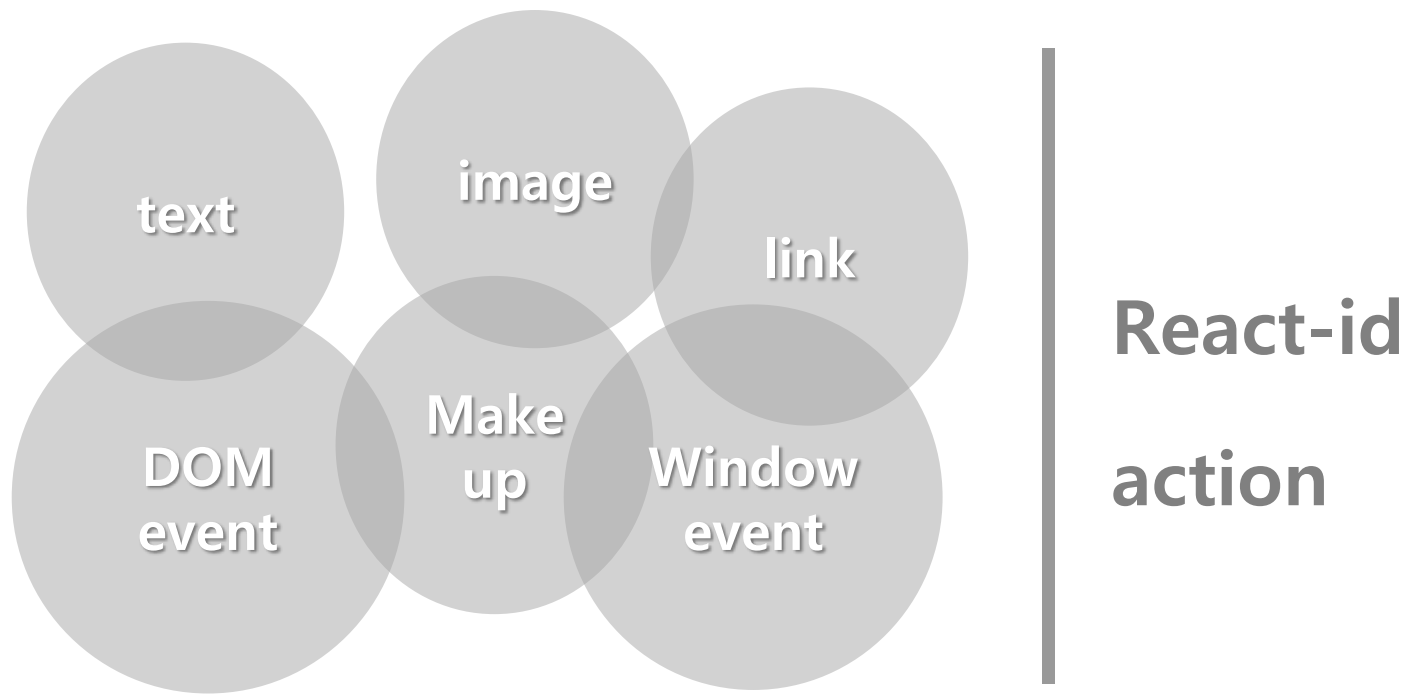 text
image
link
Make
up
DOM
event
Window
event
React-id
action